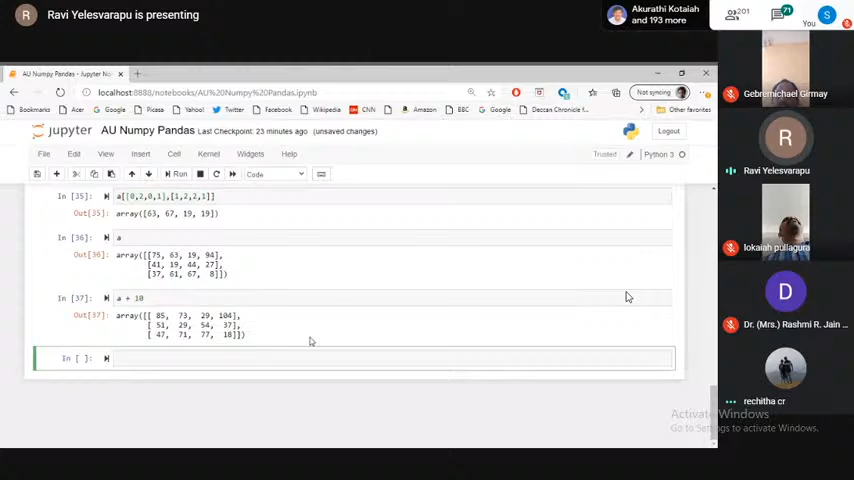 Ravi Yelesvarapu is presenting
Akurathi Kotaiah
and 193 more
201
71
S
You
R
AU Numpy Pandas - Jupyter Not
localhost:8888/notebooks/AU%20Numpy%20Pandas.ipynb
Not syncing
Bookmarks
Acer
Google
Picasa
Yahoo!
Twitter
Facebook
Wikipedia
CNN
Amazon
BBC
Google
Deccan Chronicle (...
Other favorites
jupyter
AU Numpy Pandas Last Checkpoint: 23 minutes ago (unsaved changes)
Logout
File Edit View Insert Cell Kernel Widgets Help
Trusted
Python 3
Run
Code
In [35]: a[[0,2,0,1],[1,2,2,1]]
Out[35]: array([63, 67, 19, 19])
In [36]: a
Out[36]: array([[75, 63, 19, 94],
[41, 19, 44, 27],
[37, 61, 67, 8]])
In [37]: a + 10
Out[37]: array([[ 85, 73, 29, 104],
[ 51, 29, 54, 37],
[ 47, 71, 77, 18]])
In [ ]:
Gebremichael Girmay
R
Ravi Yelesvarapu
lokaiah pullagura
D
Dr. (Mrs.) Rashmi R. Jain ...
rechitha cr
Activate Windows
Go to Settings to activate Windows.